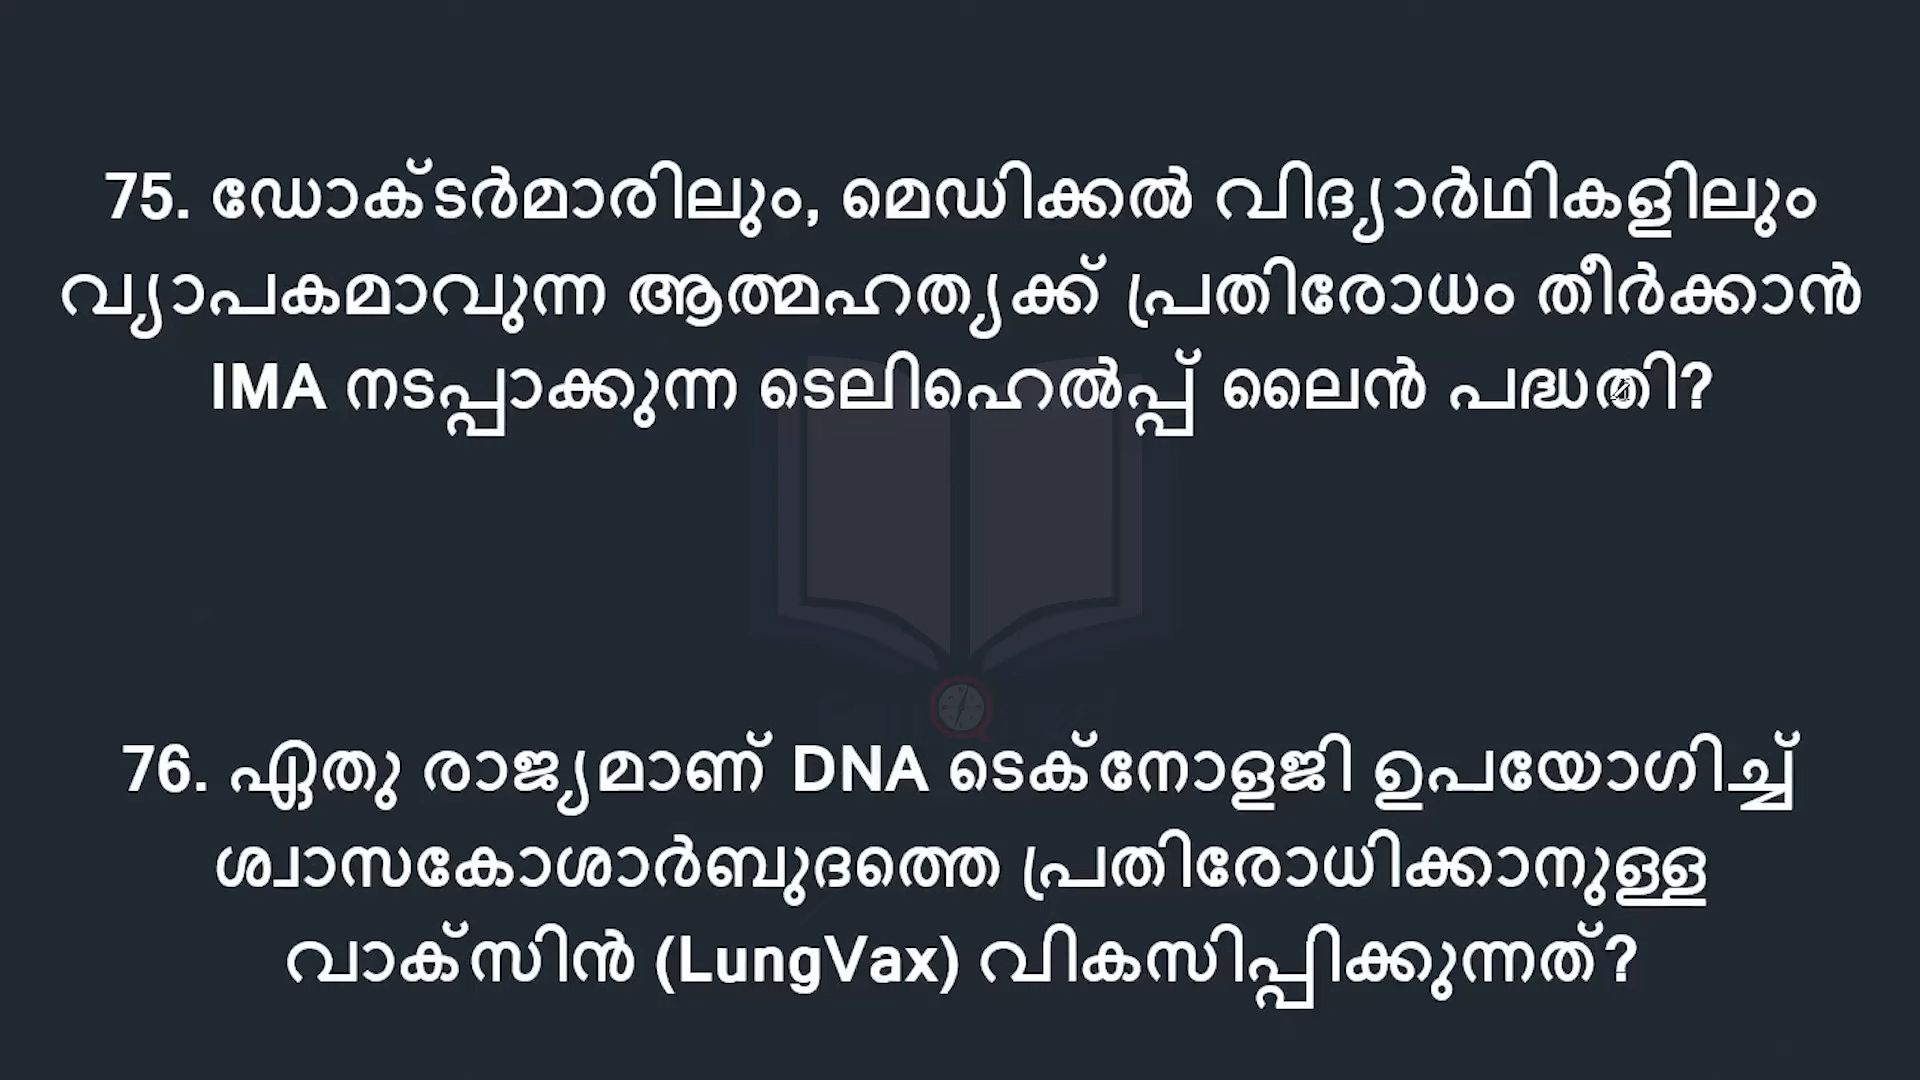 75. ഡോക്ടർമാരിലും, മെഡിക്കൽ വിദ്യാർഥികളിലും
വ്യാപകമാവുന്ന ആത്മഹത്യക്ക് പ്രതിരോധം തീർക്കാൻ
IMA നടപ്പാക്കുന്ന ടെലിഹെൽപ്പ് ലൈൻ പദ്ധതി?
76. ഏതു രാജ്യമാണ് DNA ടെക്നോളജി ഉപയോഗിച്ച്
ശ്വാസകോശാർബുദത്തെ പ്രതിരോധിക്കാനുള്ള
വാക്സിൻ (LungVax) വികസിപ്പിക്കുന്നത്?